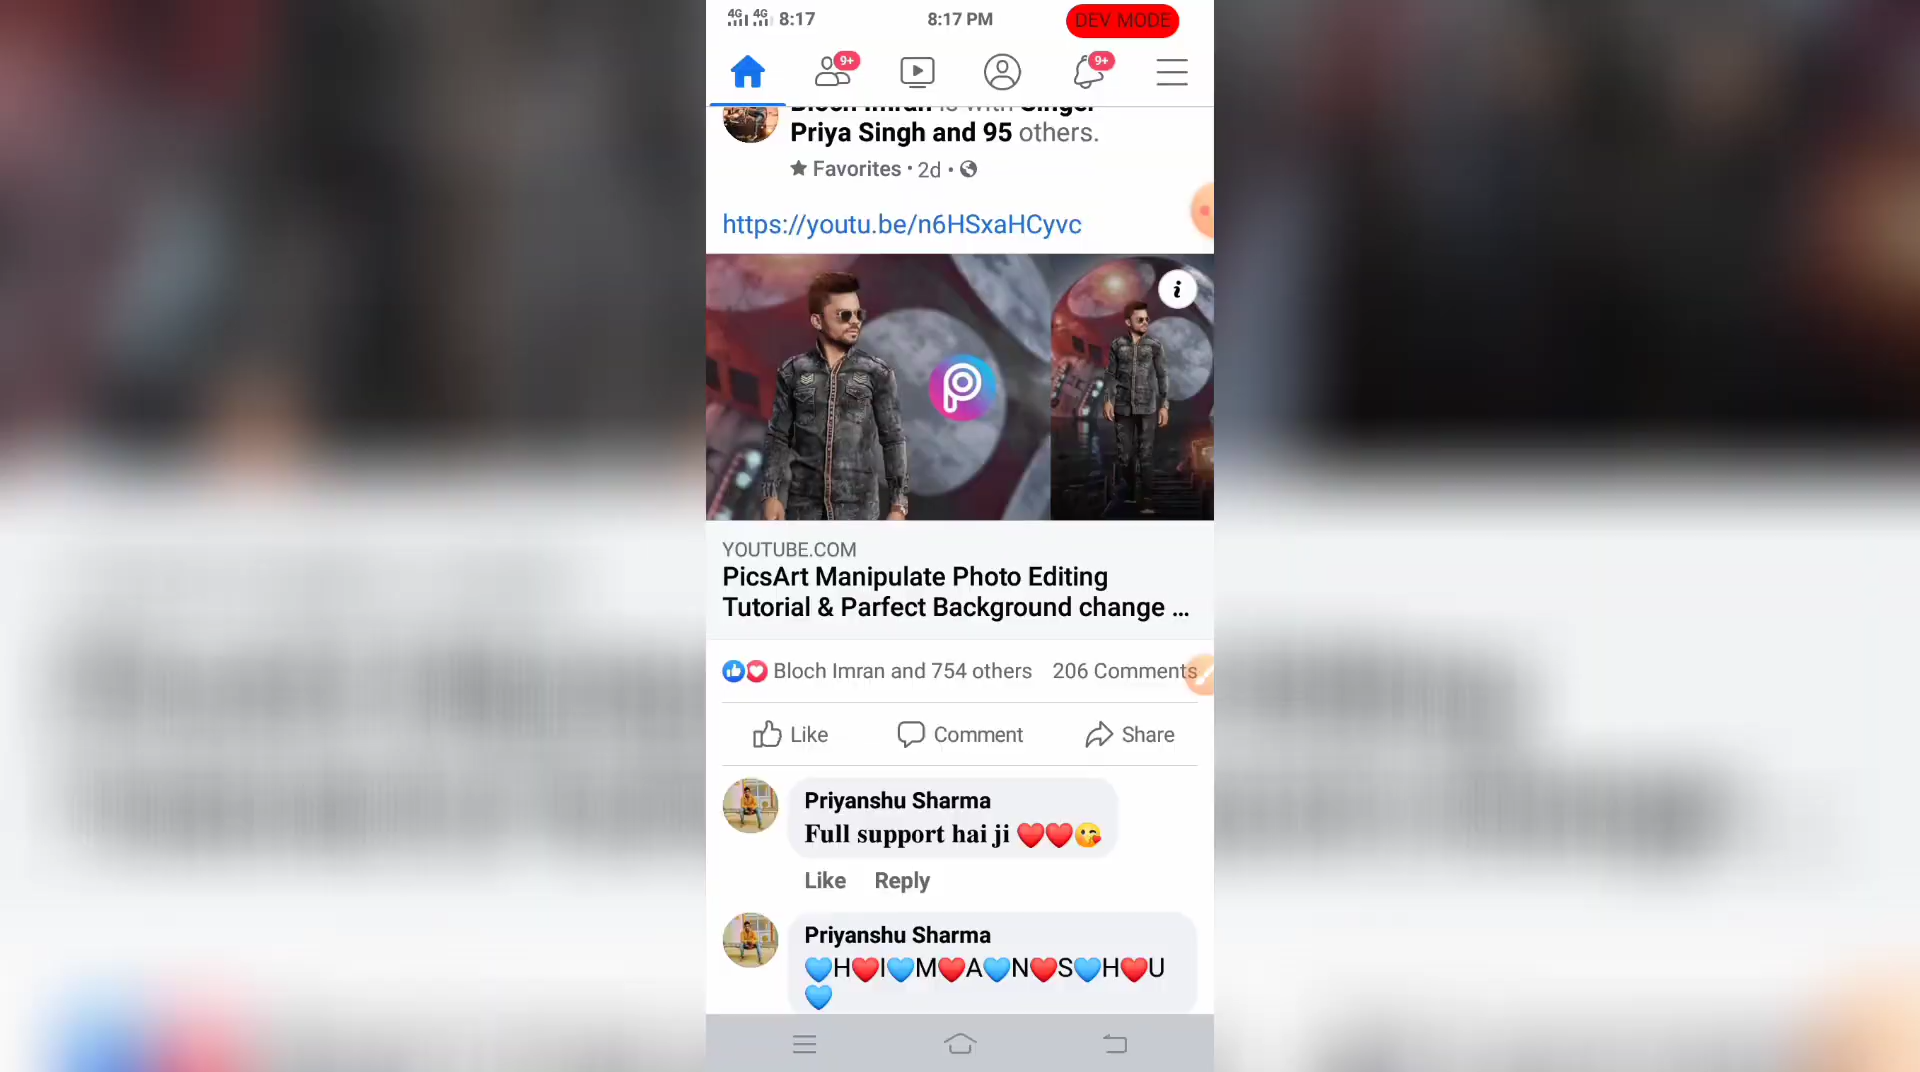 4G 4G 8:17 8:17 PM DEV MODE
9+ 9+
Bloch Imran is with Singer
Priya Singh and 95 others.
Favorites · 2d ·
https://youtu.be/n6HSxaHCyvc
YOUTUBE.COM
PicsArt Manipulate Photo Editing
Tutorial & Parfect Background change ...
Bloch Imran and 754 others 206 Comments
Like Comment Share
Priyanshu Sharma
Full support hai ji ❤️❤️😘
Like Reply
Priyanshu Sharma
💙H❤️I💙M❤️A💙N❤️S💙H❤️U
💙